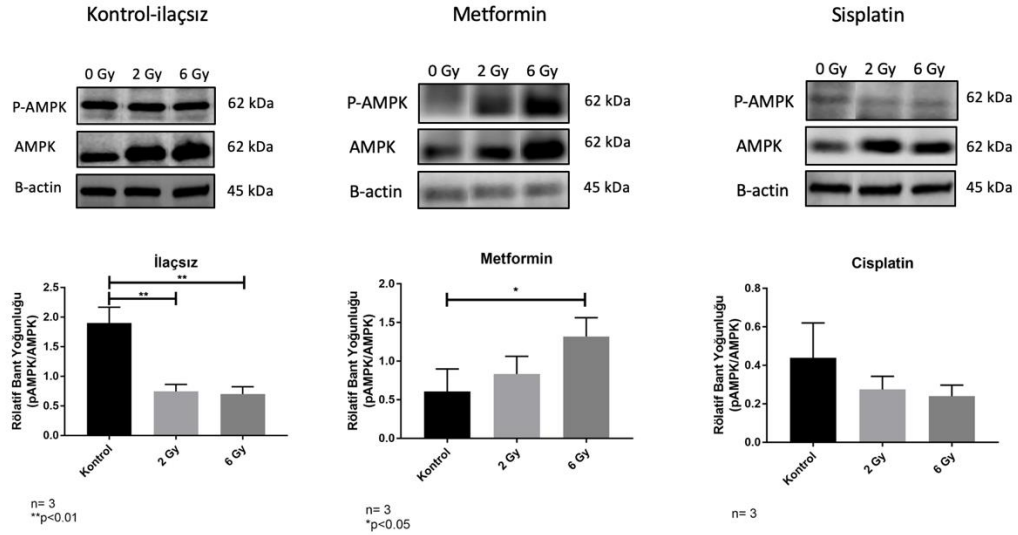 Kontrol-ilaçsız
0 Gy 2 Gy 6 Gy
P-AMPK 62 kDa
AMPK 62 kDa
B-actin 45 kDa
Metformin
0 Gy 2 Gy 6 Gy
P-AMPK 62 kDa
AMPK 62 kDa
B-actin 45 kDa
Sisplatin
0 Gy 2 Gy 6 Gy
P-AMPK 62 kDa
AMPK 62 kDa
B-actin 45 kDa
İlaçsız
**
**
Rölatif Bant Yoğunluğu
(pAMPK/AMPK)
2.5
2.0
1.5
1.0
0.5
0.0
Kontrol 2 Gy 6 Gy
n= 3
**p<0.01
Metformin
*
Rölatif Bant Yoğunluğu
(pAMPK/AMPK)
2.0
1.5
1.0
0.5
0.0
Kontrol 2 Gy 6 Gy
n= 3
*p<0.05
Cisplatin
Rölatif Bant Yoğunluğu
(pAMPK/AMPK)
0.8
0.6
0.4
0.2
0.0
Kontrol 2 Gy 6 Gy
n= 3